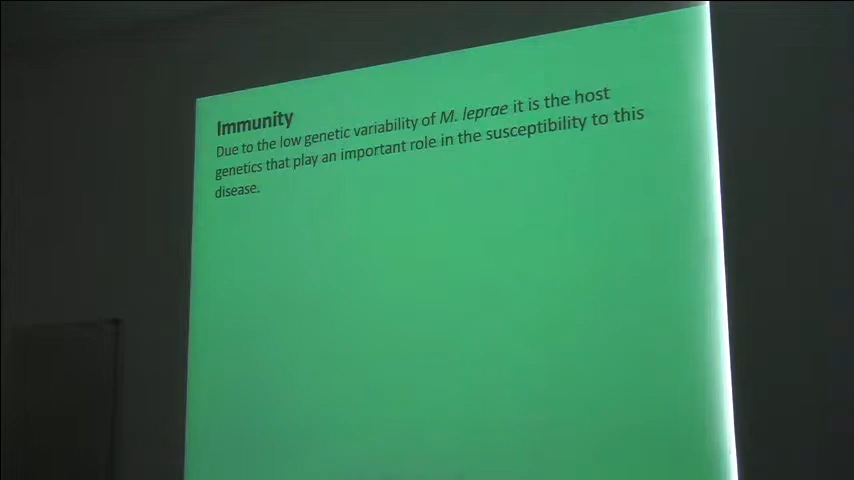 Immunity
Due to the low genetic variability of M. leprae it is the host
genetics that play an important role in the susceptibility to this
disease.